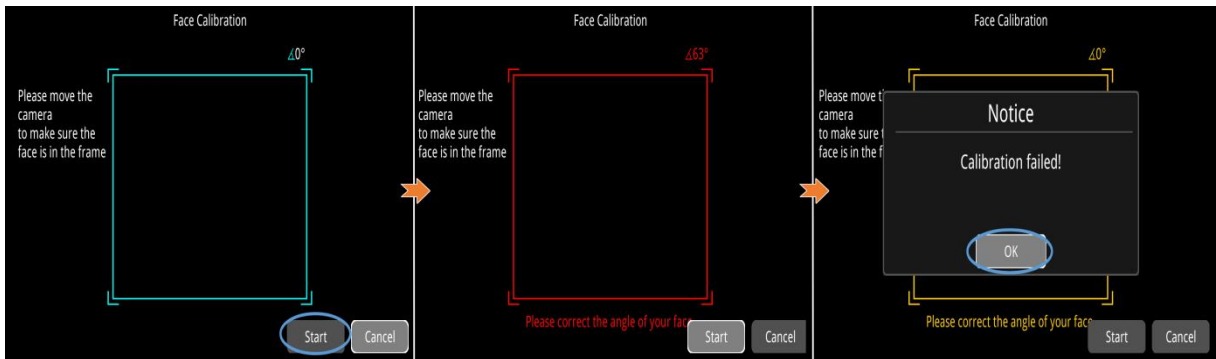 Face Calibration
∡0°
Please move the
camera
to make sure the
face is in the frame
Start
Cancel
Face Calibration
∡63°
Please move the
camera
to make sure the
face is in the frame
Please correct the angle of your face
Start
Cancel
Face Calibration
∡0°
Please move t
camera
to make sure t
face is in the f
Notice
Calibration failed!
OK
Please correct the angle of your face
Start
Cancel